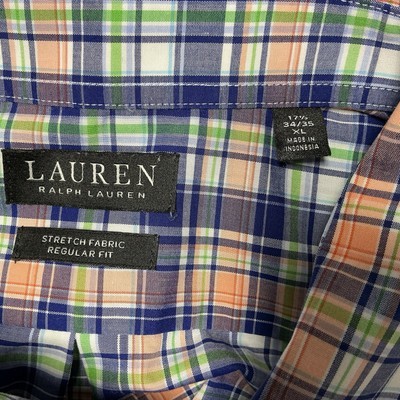 17½
34/35
XL
MADE IN
INDONESIA
LAUREN
RALPH LAUREN
STRETCH FABRIC
REGULAR FIT